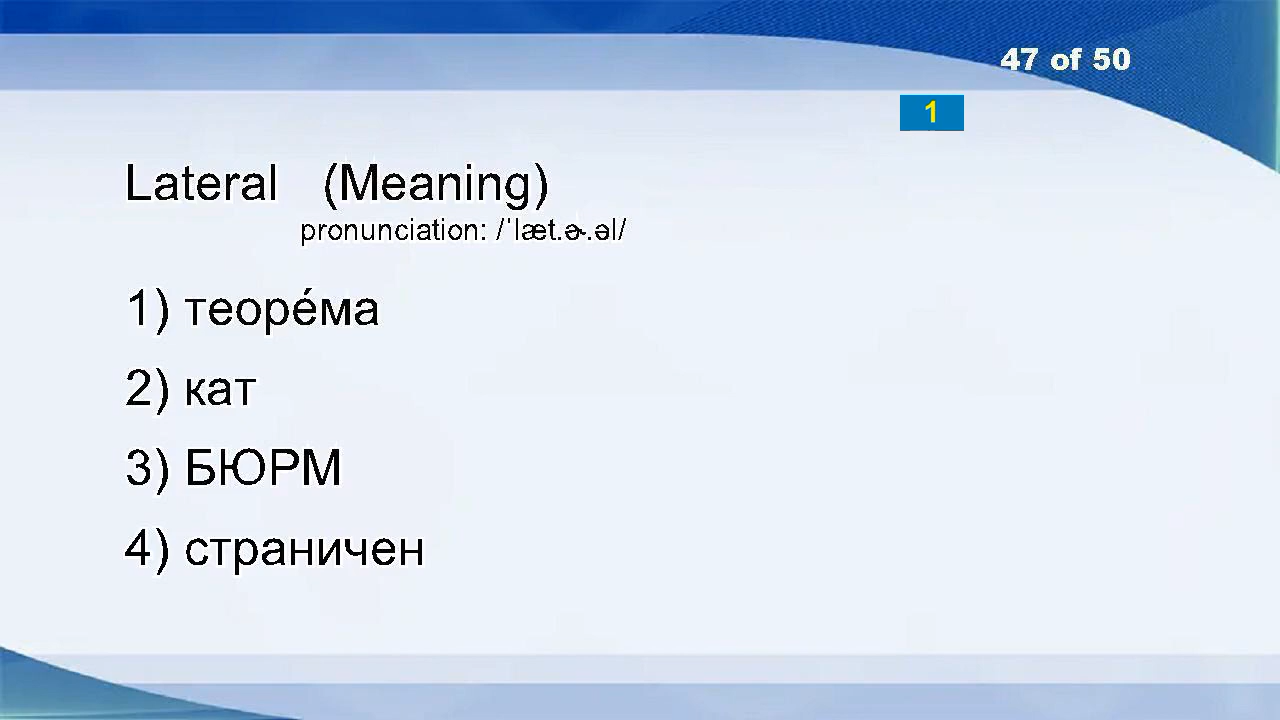 47 of 50
1
Lateral (Meaning)
pronunciation: /ˈlæt.ɚ.əl/
1) теоре́ма
2) кат
3) БЮРМ
4) страничен